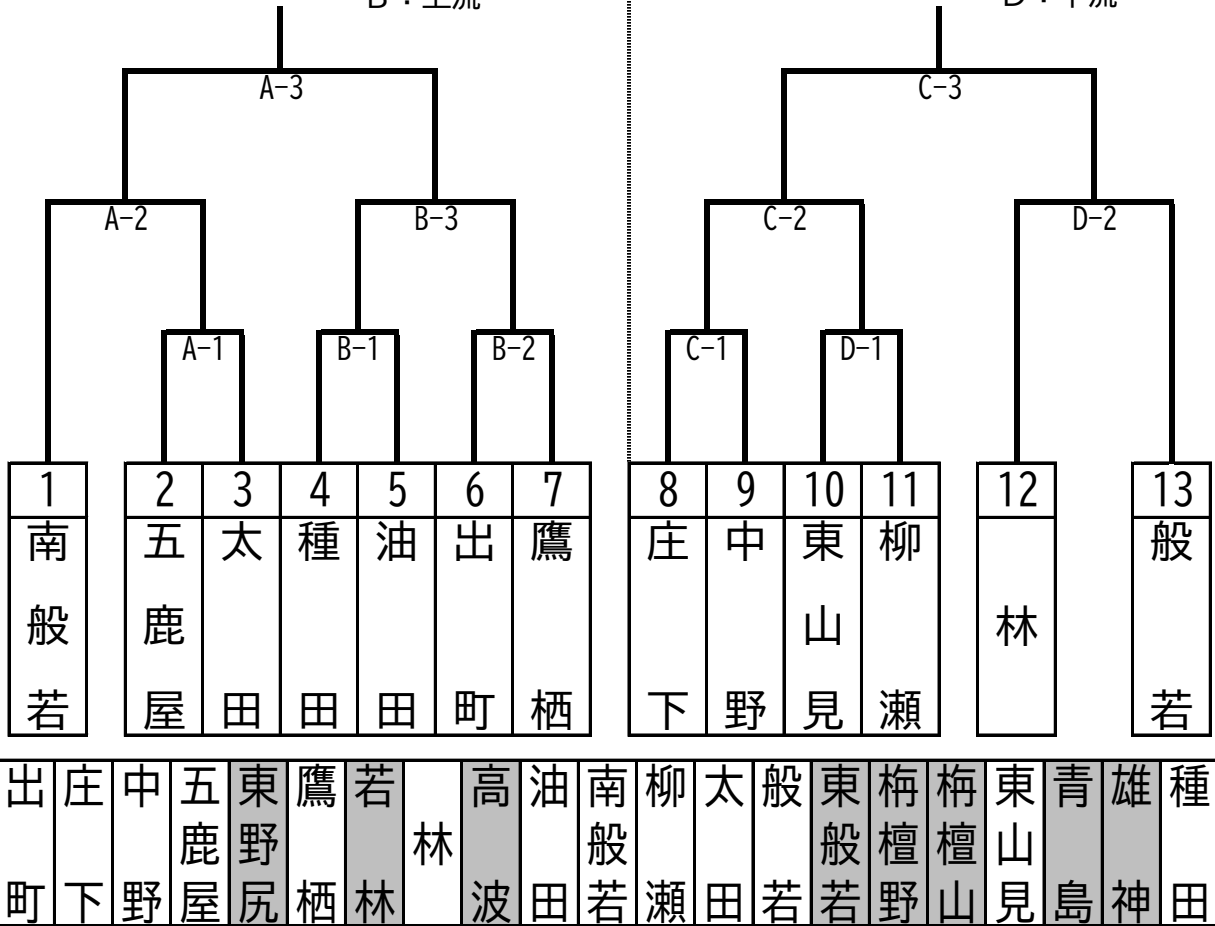 A-3 C-3
A-2 B-3 C-2 D-2
A-1 B-1 B-2 C-1 D-1
1 2 3 4 5 6 7 8 9 10 11 12 13
南般若
五鹿屋
太田
種田
油田
出町
鷹栖
庄下
中野
東山見
柳瀬
林
般若
出町
庄下
中野
五鹿屋
東野尻
鷹栖
若林
林
高波
油田
南般若
柳瀬
太田
般若
東般若
栴檀野
栴檀山
東山見
青島
雄神
種田